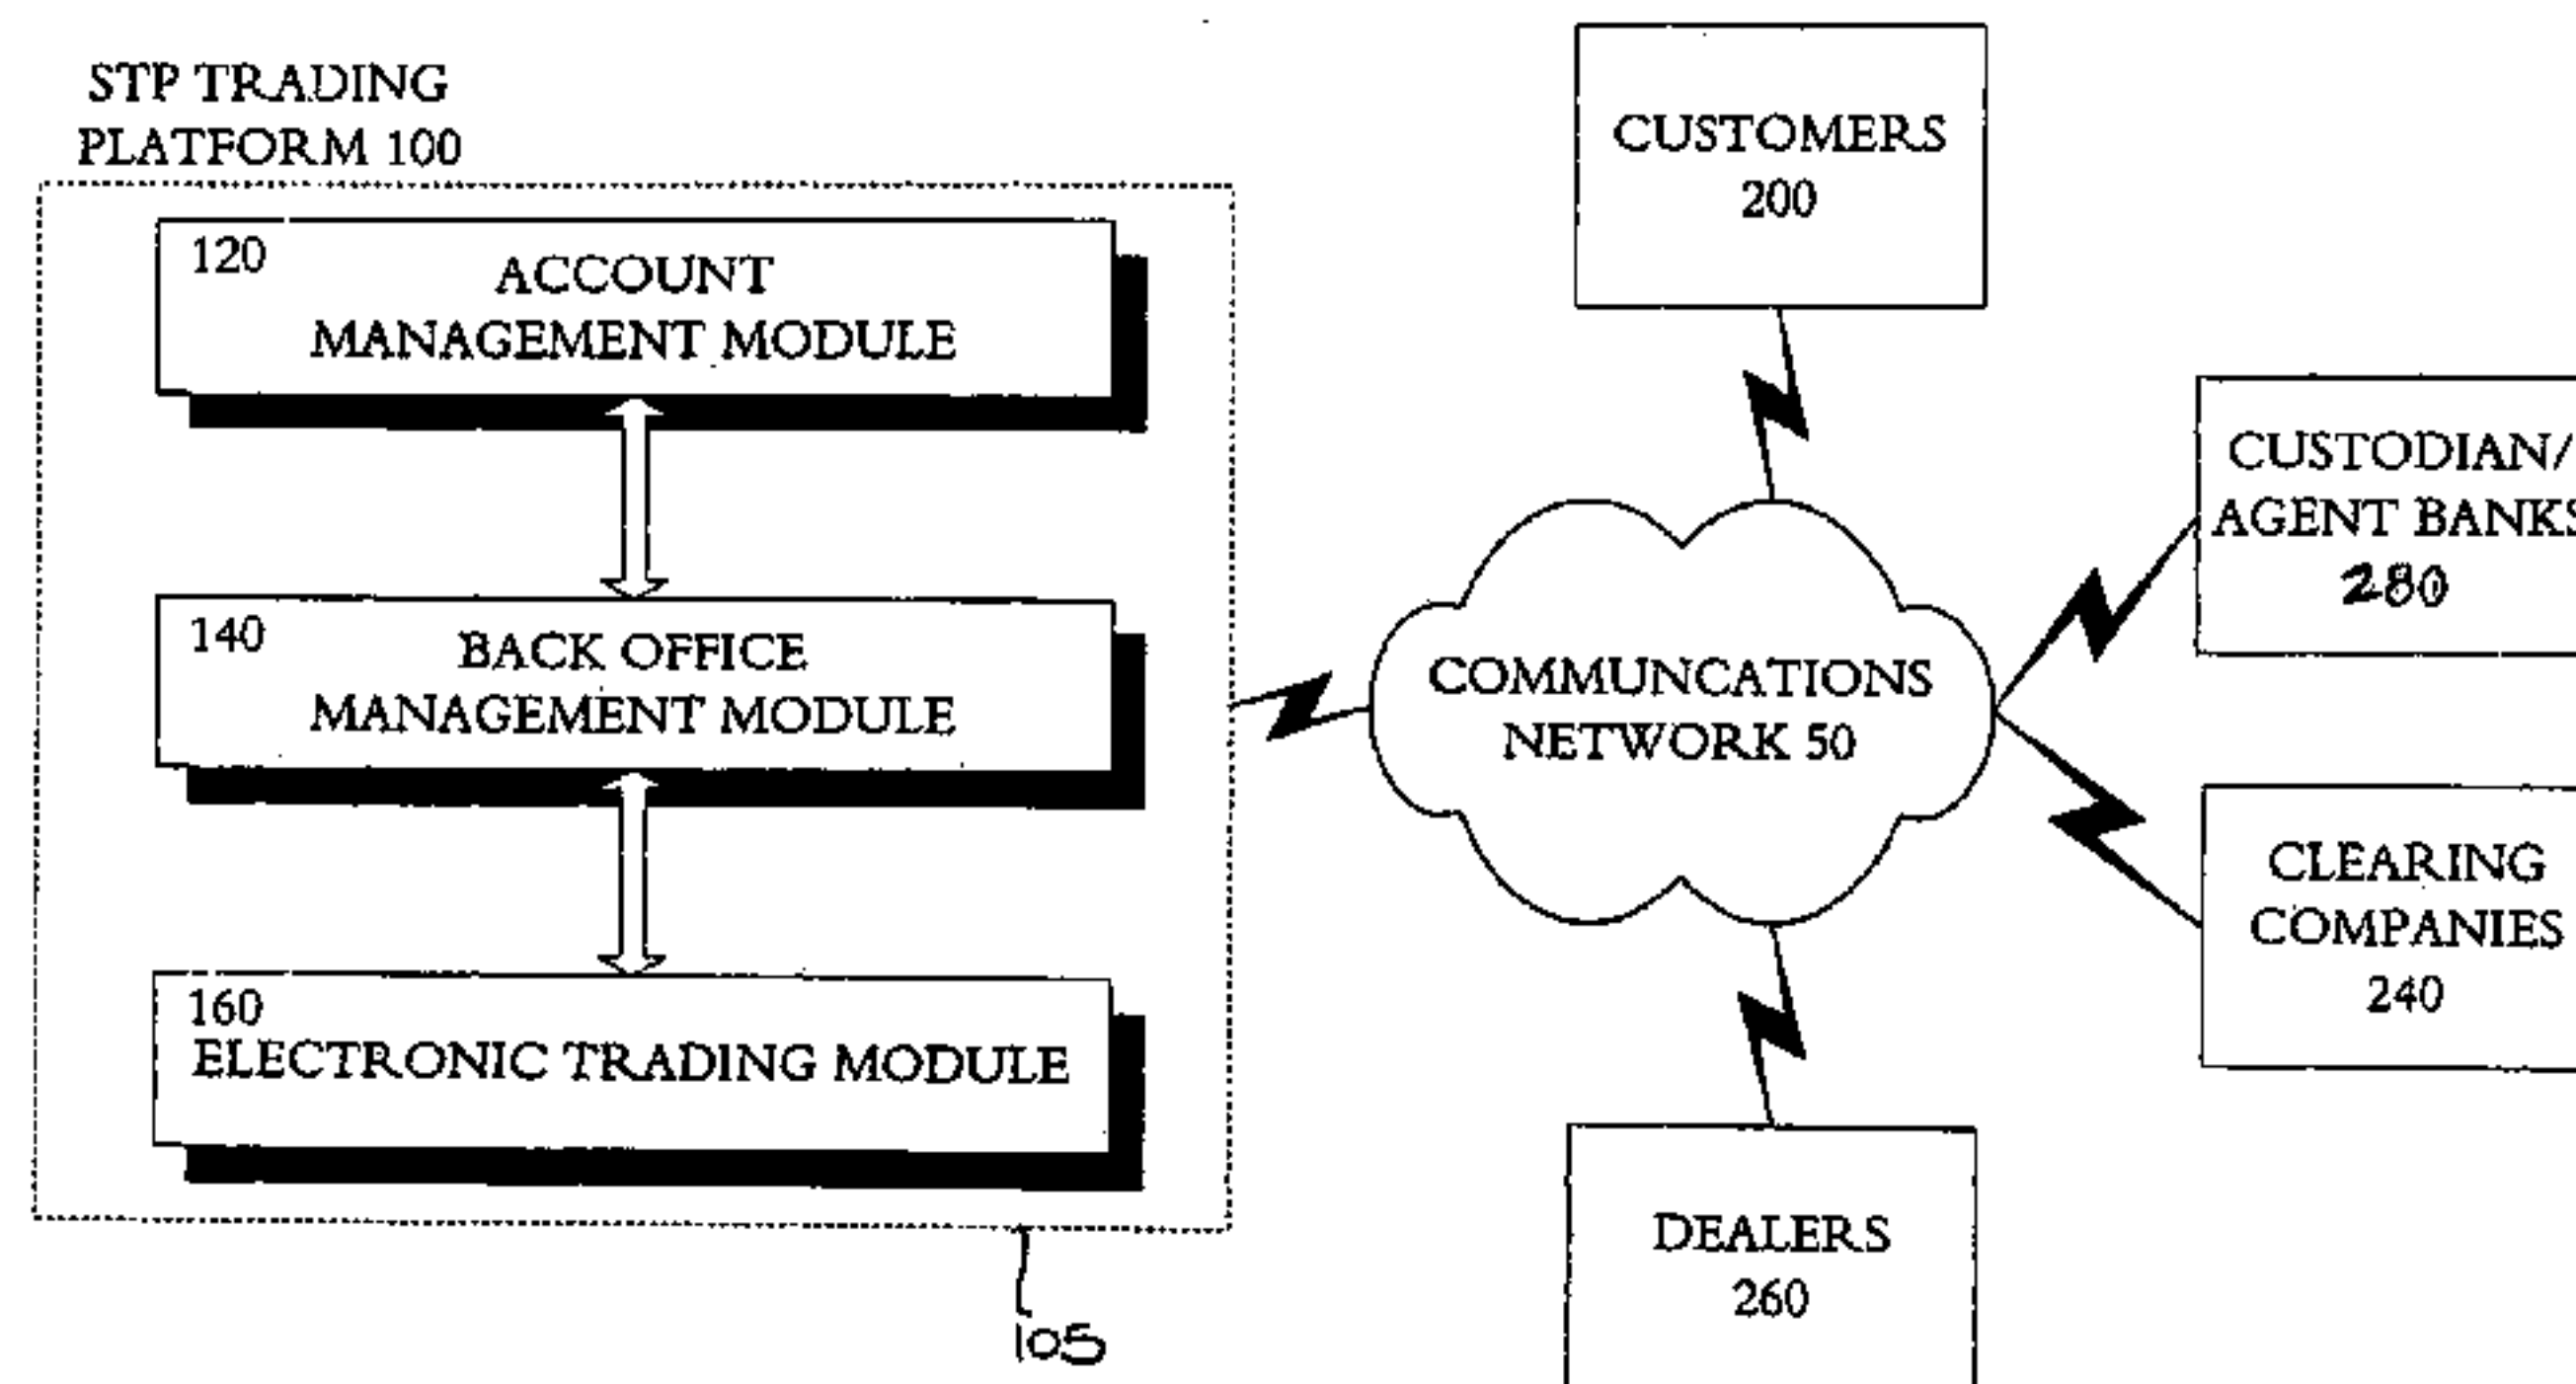 STP TRADING
PLATFORM 100
120
ACCOUNT
MANAGEMENT MODULE
140
BACK OFFICE
MANAGEMENT MODULE
160
ELECTRONIC TRADING MODULE
105
CUSTOMERS
200
COMMUNCATIONS
NETWORK 50
CUSTODIAN/
AGENT BANKS
280
CLEARING
COMPANIES
240
DEALERS
260